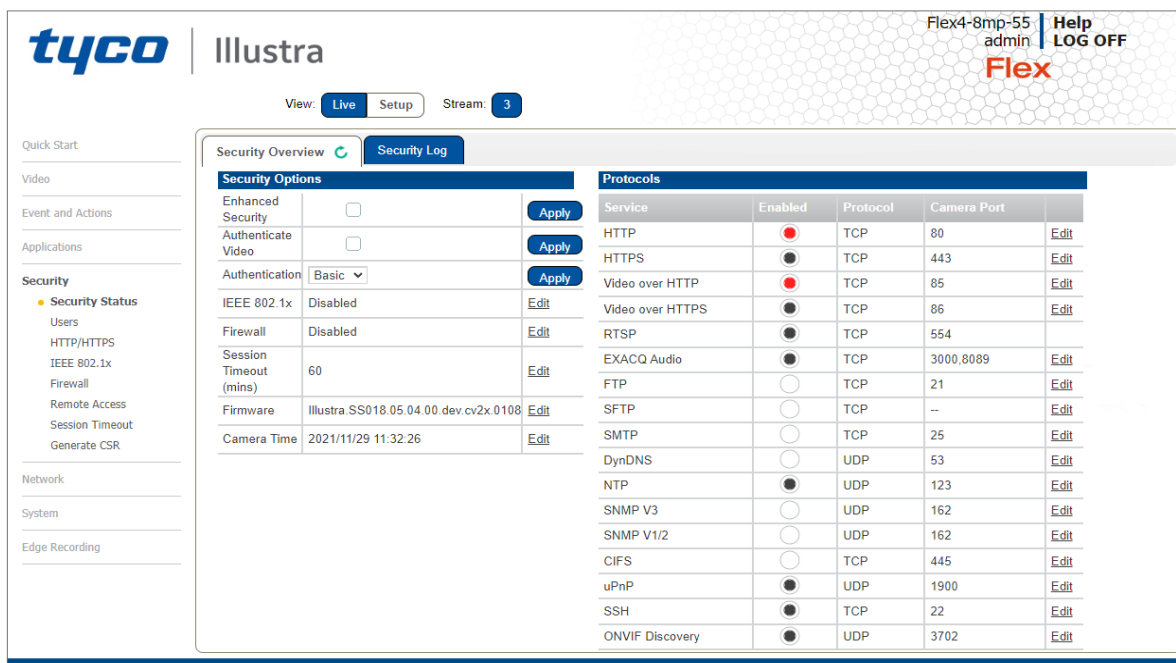 tyco Illustra
Flex4-8mp-55 Help
admin LOG OFF
Flex
View: Live Setup Stream: 3
Quick Start
Video
Event and Actions
Applications
Security
Security Status
Users
HTTP/HTTPS
IEEE 802.1x
Firewall
Remote Access
Session Timeout
Generate CSR
Network
System
Edge Recording
Security Overview Security Log
Security Options
Enhanced
Security Apply
Authenticate
Video Apply
Authentication Basic Apply
IEEE 802.1x Disabled Edit
Firewall Disabled Edit
Session
Timeout 60 Edit
(mins)
Firmware Illustra.SS018.05.04.00.dev.cv2x.0108 Edit
Camera Time 2021/11/29 11:32:26 Edit
Protocols
Service Enabled Protocol Camera Port
HTTP TCP 80 Edit
HTTPS TCP 443 Edit
Video over HTTP TCP 85 Edit
Video over HTTPS TCP 86 Edit
RTSP TCP 554
EXACQ Audio TCP 3000,8089 Edit
FTP TCP 21 Edit
SFTP TCP -- Edit
SMTP TCP 25 Edit
DynDNS UDP 53 Edit
NTP UDP 123 Edit
SNMP V3 UDP 162 Edit
SNMP V1/2 UDP 162 Edit
CIFS TCP 445 Edit
uPnP UDP 1900 Edit
SSH TCP 22 Edit
ONVIF Discovery UDP 3702 Edit